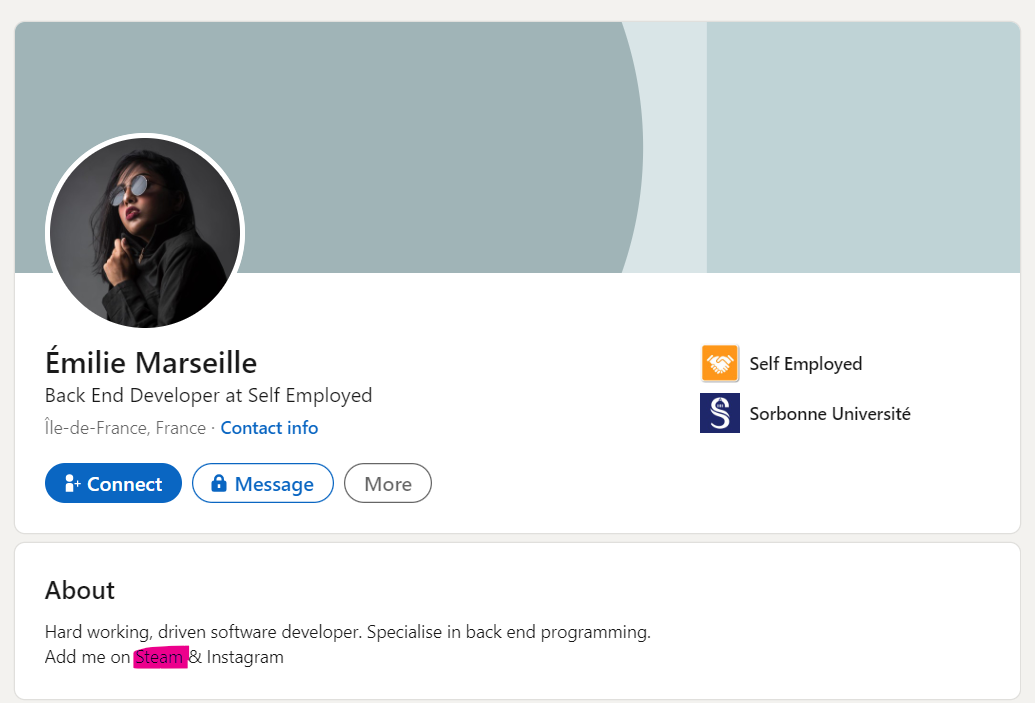 Émilie Marseille
Back End Developer at Self Employed
Île-de-France, France · Contact info
Connect
Message
More
Self Employed
S
Sorbonne Université
About
Hard working, driven software developer. Specialise in back end programming.
Add me on Steam & Instagram